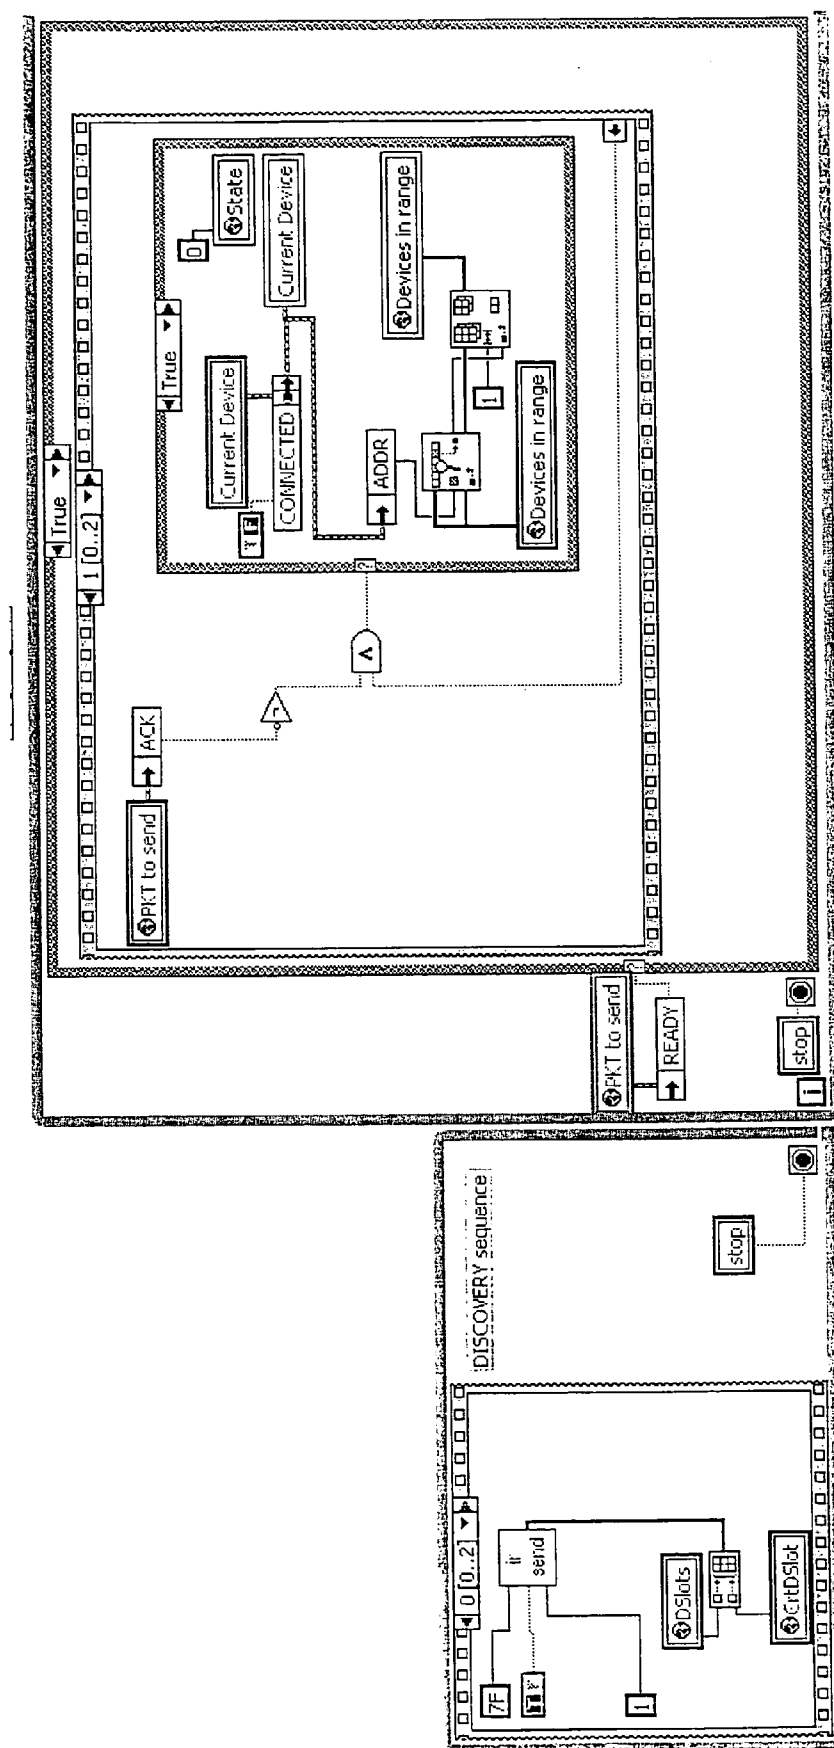 True
1 [0..2]
PKT to send
ACK
True
0
State
Current Device
Current Device
CONNECTED
ADDR
Devices in range
1
Devices in range
PKT to send
READY
stop
i
DISCOVERY sequence
stop
0 [0..2]
7F
1
ir
send
DSlots
CrtDSlot